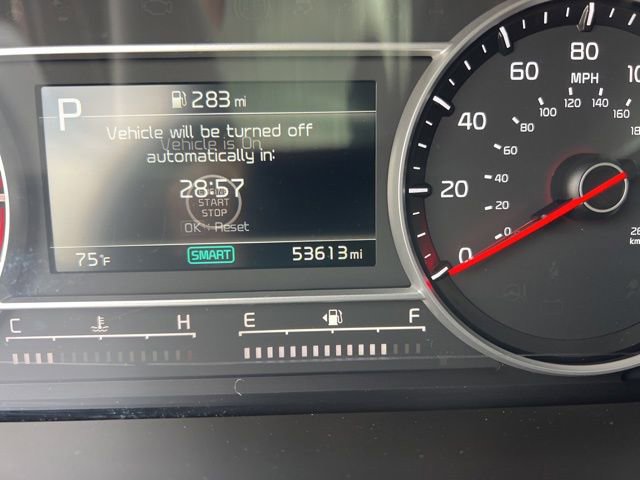 P
283 mi
Vehicle will be turned off
Vehicle is On
automatically in:
28:57
START
STOP
OK : Reset
75°F
SMART
53613 mi
C H
E F
0
20
40
60
80
MPH
0
20
40
60
80
100
120
140
160